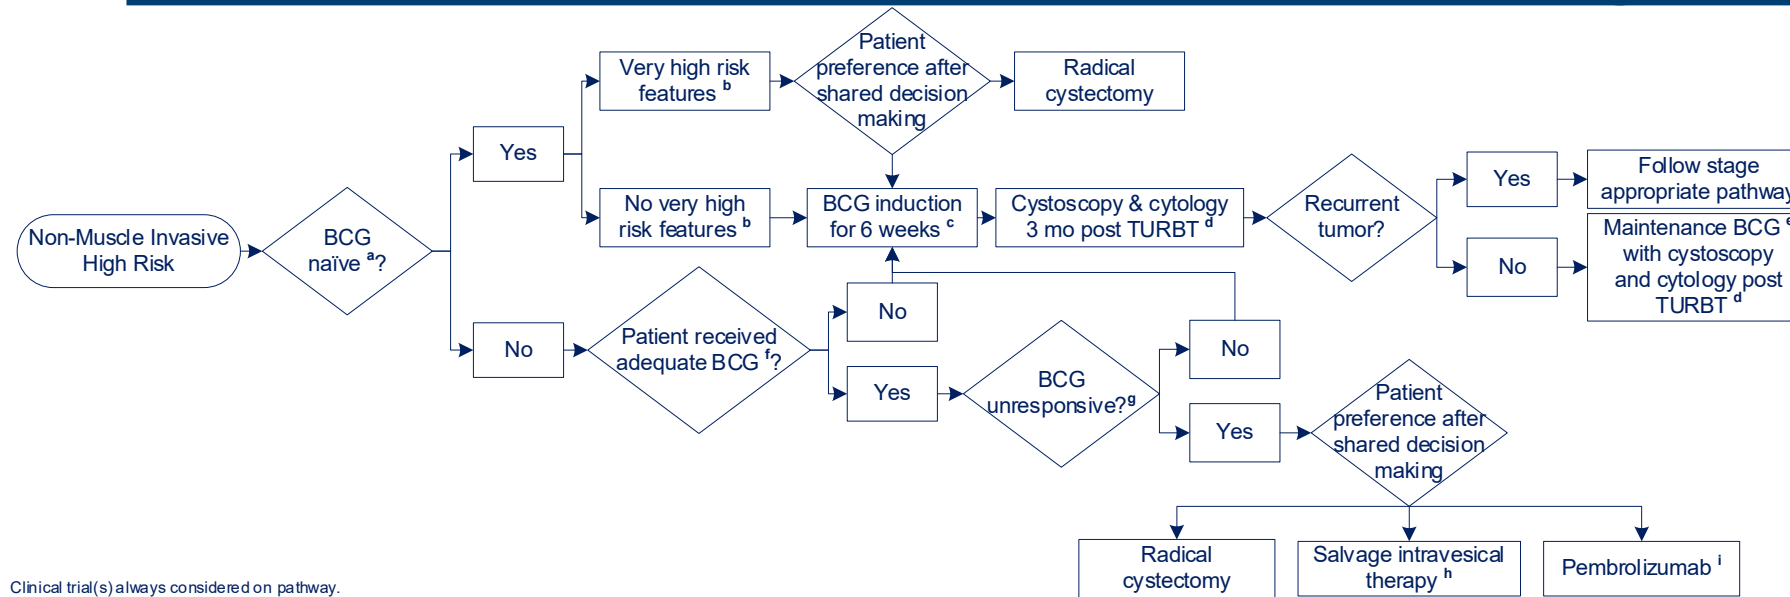 Very high risk
features b
Patient
preference after
shared decision
making
Radical
cystectomy
Yes
Non-Muscle Invasive
High Risk
BCG
naïve a?
No very high
risk features b
BCG induction
for 6 weeks c
Cystoscopy & cytology
3 mo post TURBT d
Recurrent
tumor?
Yes
Follow stage
appropriate pathway
No
Maintenance BCG e
with cystoscopy
and cytology post
TURBT d
No
Patient received
adequate BCG f?
No
Yes
BCG
unresponsive?g
No
Yes
Patient
preference after
shared decision
making
Radical
cystectomy
Salvage intravesical
therapy h
Pembrolizumab i
Clinical trial(s) always considered on pathway.